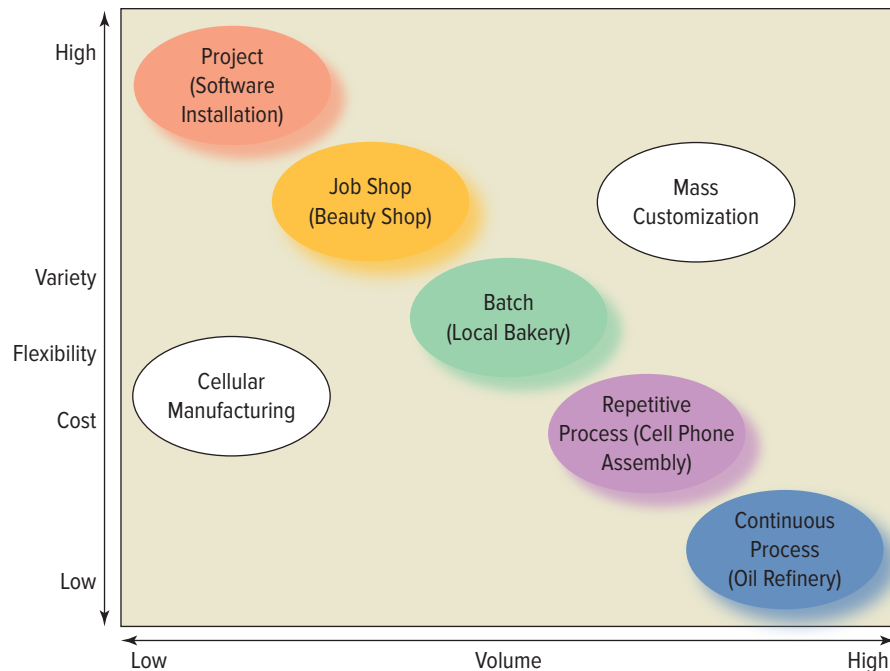 High
Project
(Software
Installation)
Job Shop
(Beauty Shop)
Mass
Customization
Variety
Batch
(Local Bakery)
Flexibility
Cellular
Manufacturing
Cost
Repetitive
Process (Cell Phone
Assembly)
Continuous
Process
(Oil Refinery)
Low
Low
Volume
High